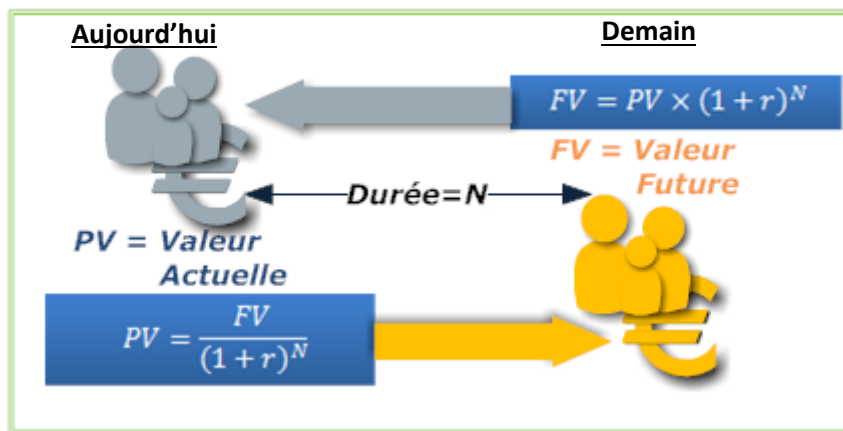 Aujourd'hui
Demain
FV = PV × (1 + r)^N
FV = Valeur
Future
Durée=N
PV = Valeur
Actuelle
PV = FV / (1 + r)^N